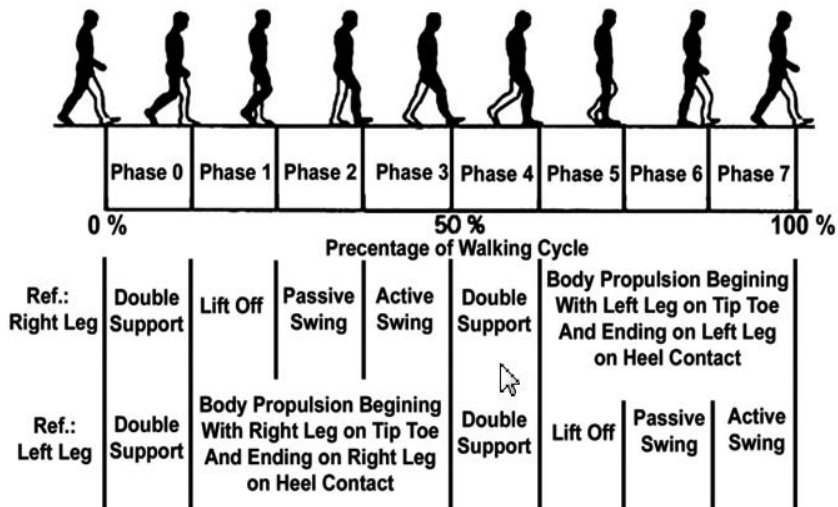 Phase 0 Phase 1 Phase 2 Phase 3 Phase 4 Phase 5 Phase 6 Phase 7
0 % 50 % 100 %
Precentage of Walking Cycle
Ref.:
Right Leg
Double
Support
Lift Off
Passive
Swing
Active
Swing
Double
Support
Body Propulsion Begining
With Left Leg on Tip Toe
And Ending on Left Leg
on Heel Contact
Ref.:
Left Leg
Double
Support
Body Propulsion Begining
With Right Leg on Tip Toe
And Ending on Right Leg
on Heel Contact
Double
Support
Lift Off
Passive
Swing
Active
Swing